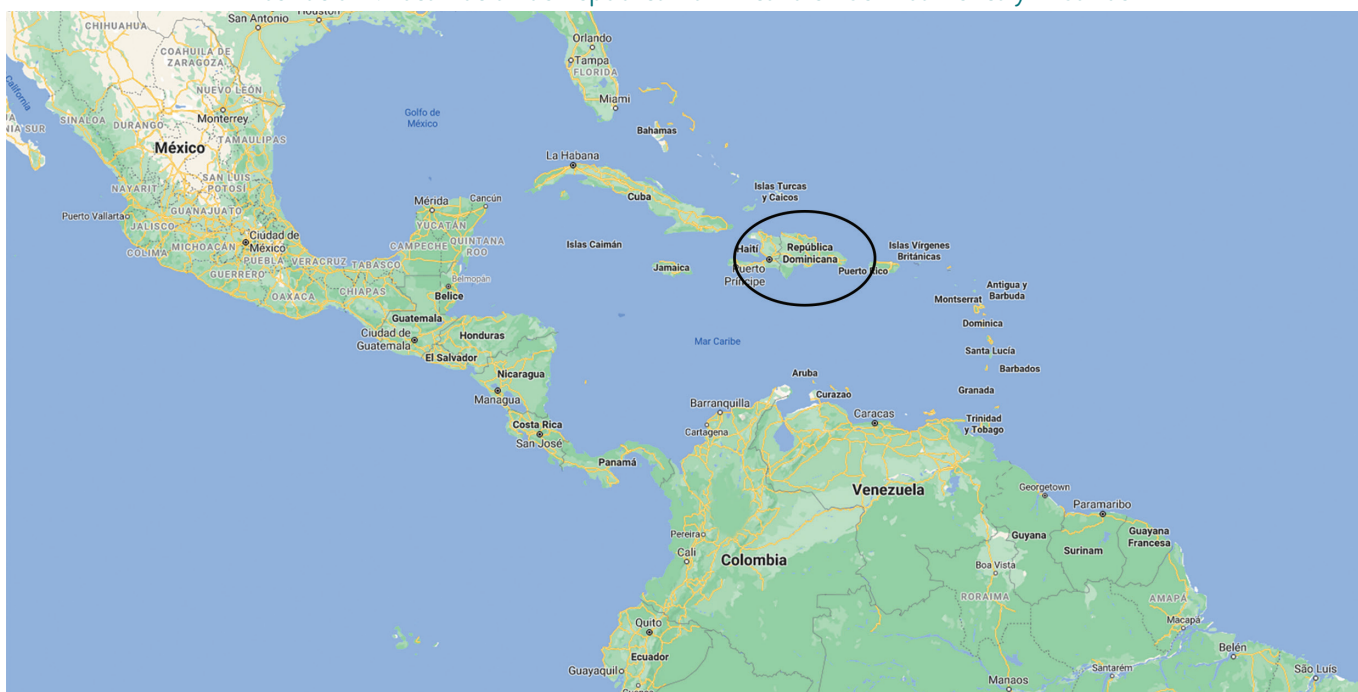 Houston
San Antonio
CHIHUAHUA
COAHUILA DE
ZARAGOZA
Orlando
Tampa
FLORIDA
California
NUEVO LEÓN
Miami
Golfo de
México
Monterrey
SINALOA
DURANGO
NIA SUR
TAMAULIPAS
Bahamas
México
La Habana
SAN LUIS
POTOSÍ
NAYARIT
Islas Turcas
y Caicos
Cuba
Mérida
Cancún
Puerto Vallarta
GUANAJUATO
JALISCO
YUCATÁN
Ciudad de
México
MICHOACÁN
COLIMA
CAMPECHE
QUINTANA
ROO
Islas Caimán
Haití
República
Dominicana
Islas Vírgenes
Británicas
PUEBLA
VERACRUZ
TABASCO
GUERRERO
Jamaica
Puerto
Príncipe
Puerto Rico
OAXACA
CHIAPAS
Belmopán
Belice
Antigua y
Barbuda
Montserrat
Guatemala
Ciudad de
Guatemala
Honduras
Dominica
El Salvador
Mar Caribe
Santa Lucía
Barbados
Nicaragua
Managua
Aruba
Curazao
Granada
Barranquilla
Caracas
Cartagena
Trinidad
y Tobago
Costa Rica
San José
Panamá
Venezuela
Georgetown
Paramaribo
Pereira
Guyana
Surinam
Guayana
Francesa
Cali
Colombia
Boa Vista
RORAIMA
AMAPÁ
Macapá
Quito
Ecuador
Belén
Guayaquil
Santarém
São Luís
Manaos
Cuenca